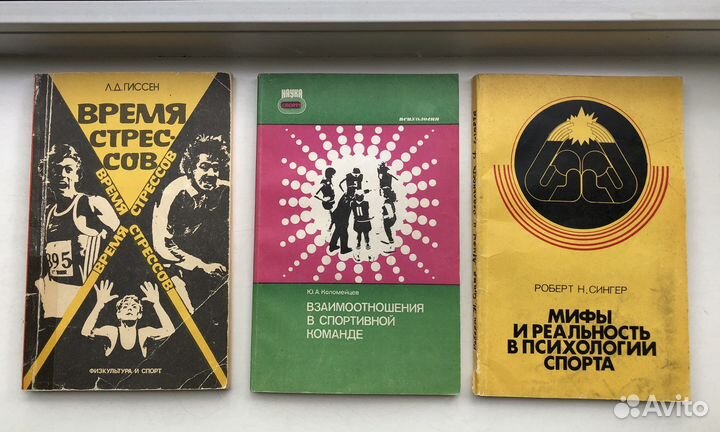 Л.Д.ГИССЕН
ВРЕМЯ
СТРЕС-
СОВ
ВРЕМЯ СТРЕССОВ
ВРЕМЯ СТРЕССОВ
395
ФИЗКУЛЬТУРА И СПОРТ
НАУКА
СПОРТУ
психология
Ю.А.Коломейцев
ВЗАИМООТНОШЕНИЯ
В СПОРТИВНОЙ
КОМАНДЕ
РОБЕРТ Н.СИНГЕР
МИФЫ
И РЕАЛЬНОСТЬ
В ПСИХОЛОГИИ
СПОРТА
Avito